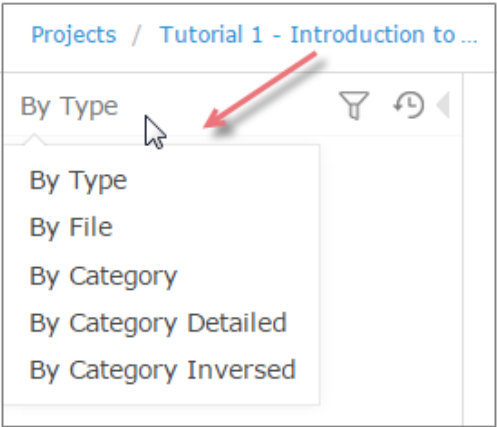 Projects / Tutorial 1 - Introduction to ...
By Type
By Type
By File
By Category
By Category Detailed
By Category Inversed